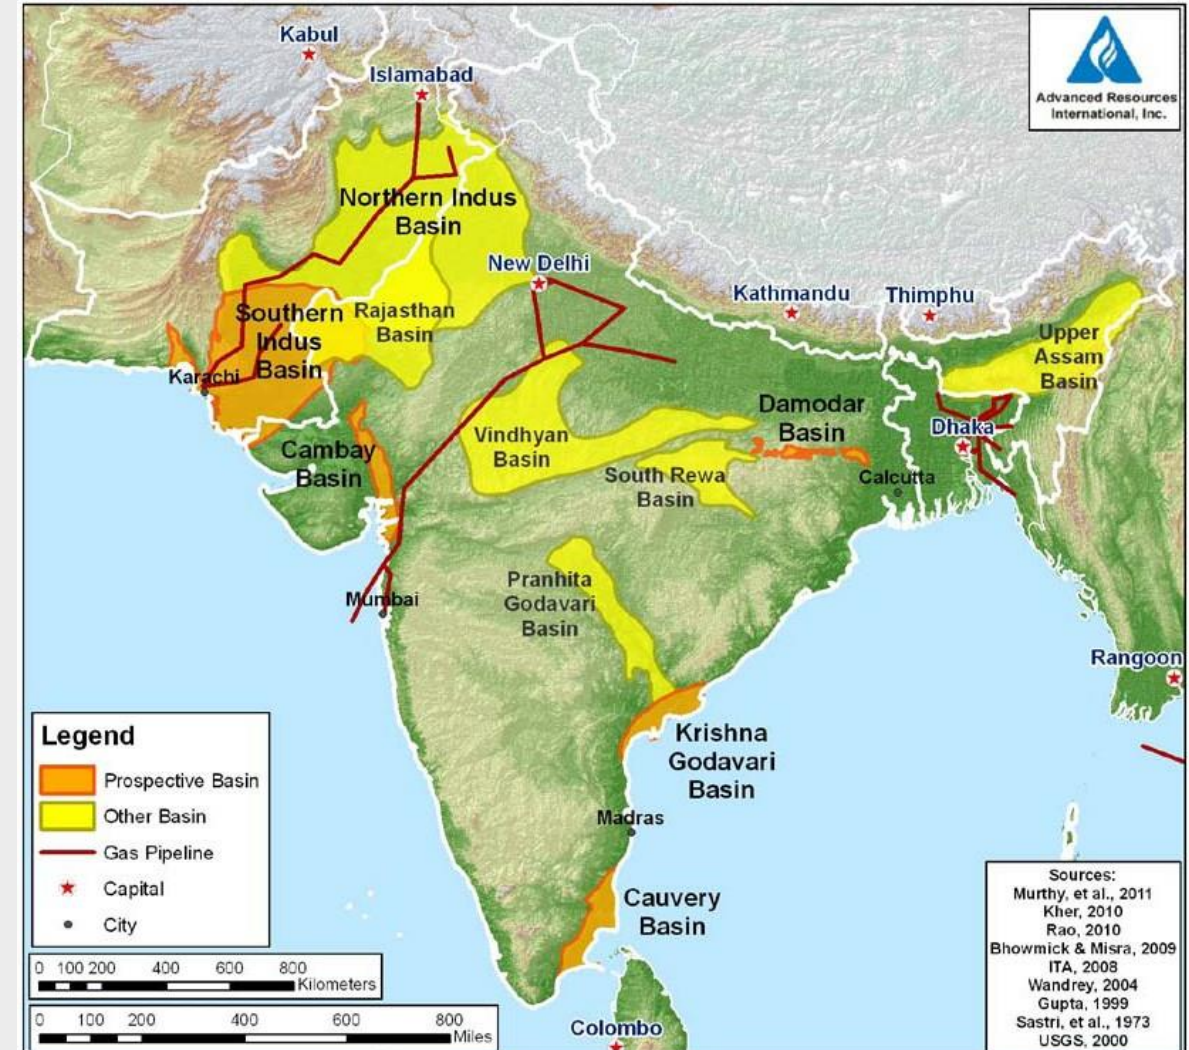 Kabul
Islamabad
Advanced Resources
International, Inc.
Northern Indus
Basin
New Delhi
Kathmandu
Thimphu
Southern
Indus
Basin
Rajasthan
Basin
Upper
Assam
Basin
Karachi
Damodar
Basin
Dhaka
Cambay
Basin
Vindhyan
Basin
South Rewa
Basin
Calcutta
Pranhita
Godavari
Basin
Mumbai
Rangoon
Krishna
Godavari
Basin
Madras
Cauvery
Basin
Colombo
Legend
Prospective Basin
Other Basin
Gas Pipeline
Capital
City
0 100 200 400 600 800
Kilometers
0 100 200 400 600 800
Miles
Sources:
Murthy, et al., 2011
Kher, 2010
Rao, 2010
Bhowmick & Misra, 2009
ITA, 2008
Wandrey, 2004
Gupta, 1999
Sastri, et al., 1973
USGS, 2000